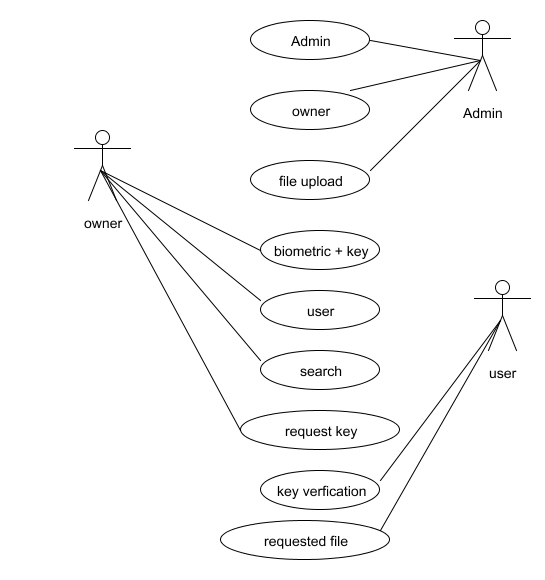 Admin
owner
Admin
file upload
owner
biometric + key
user
search
user
request key
key verfication
requested file